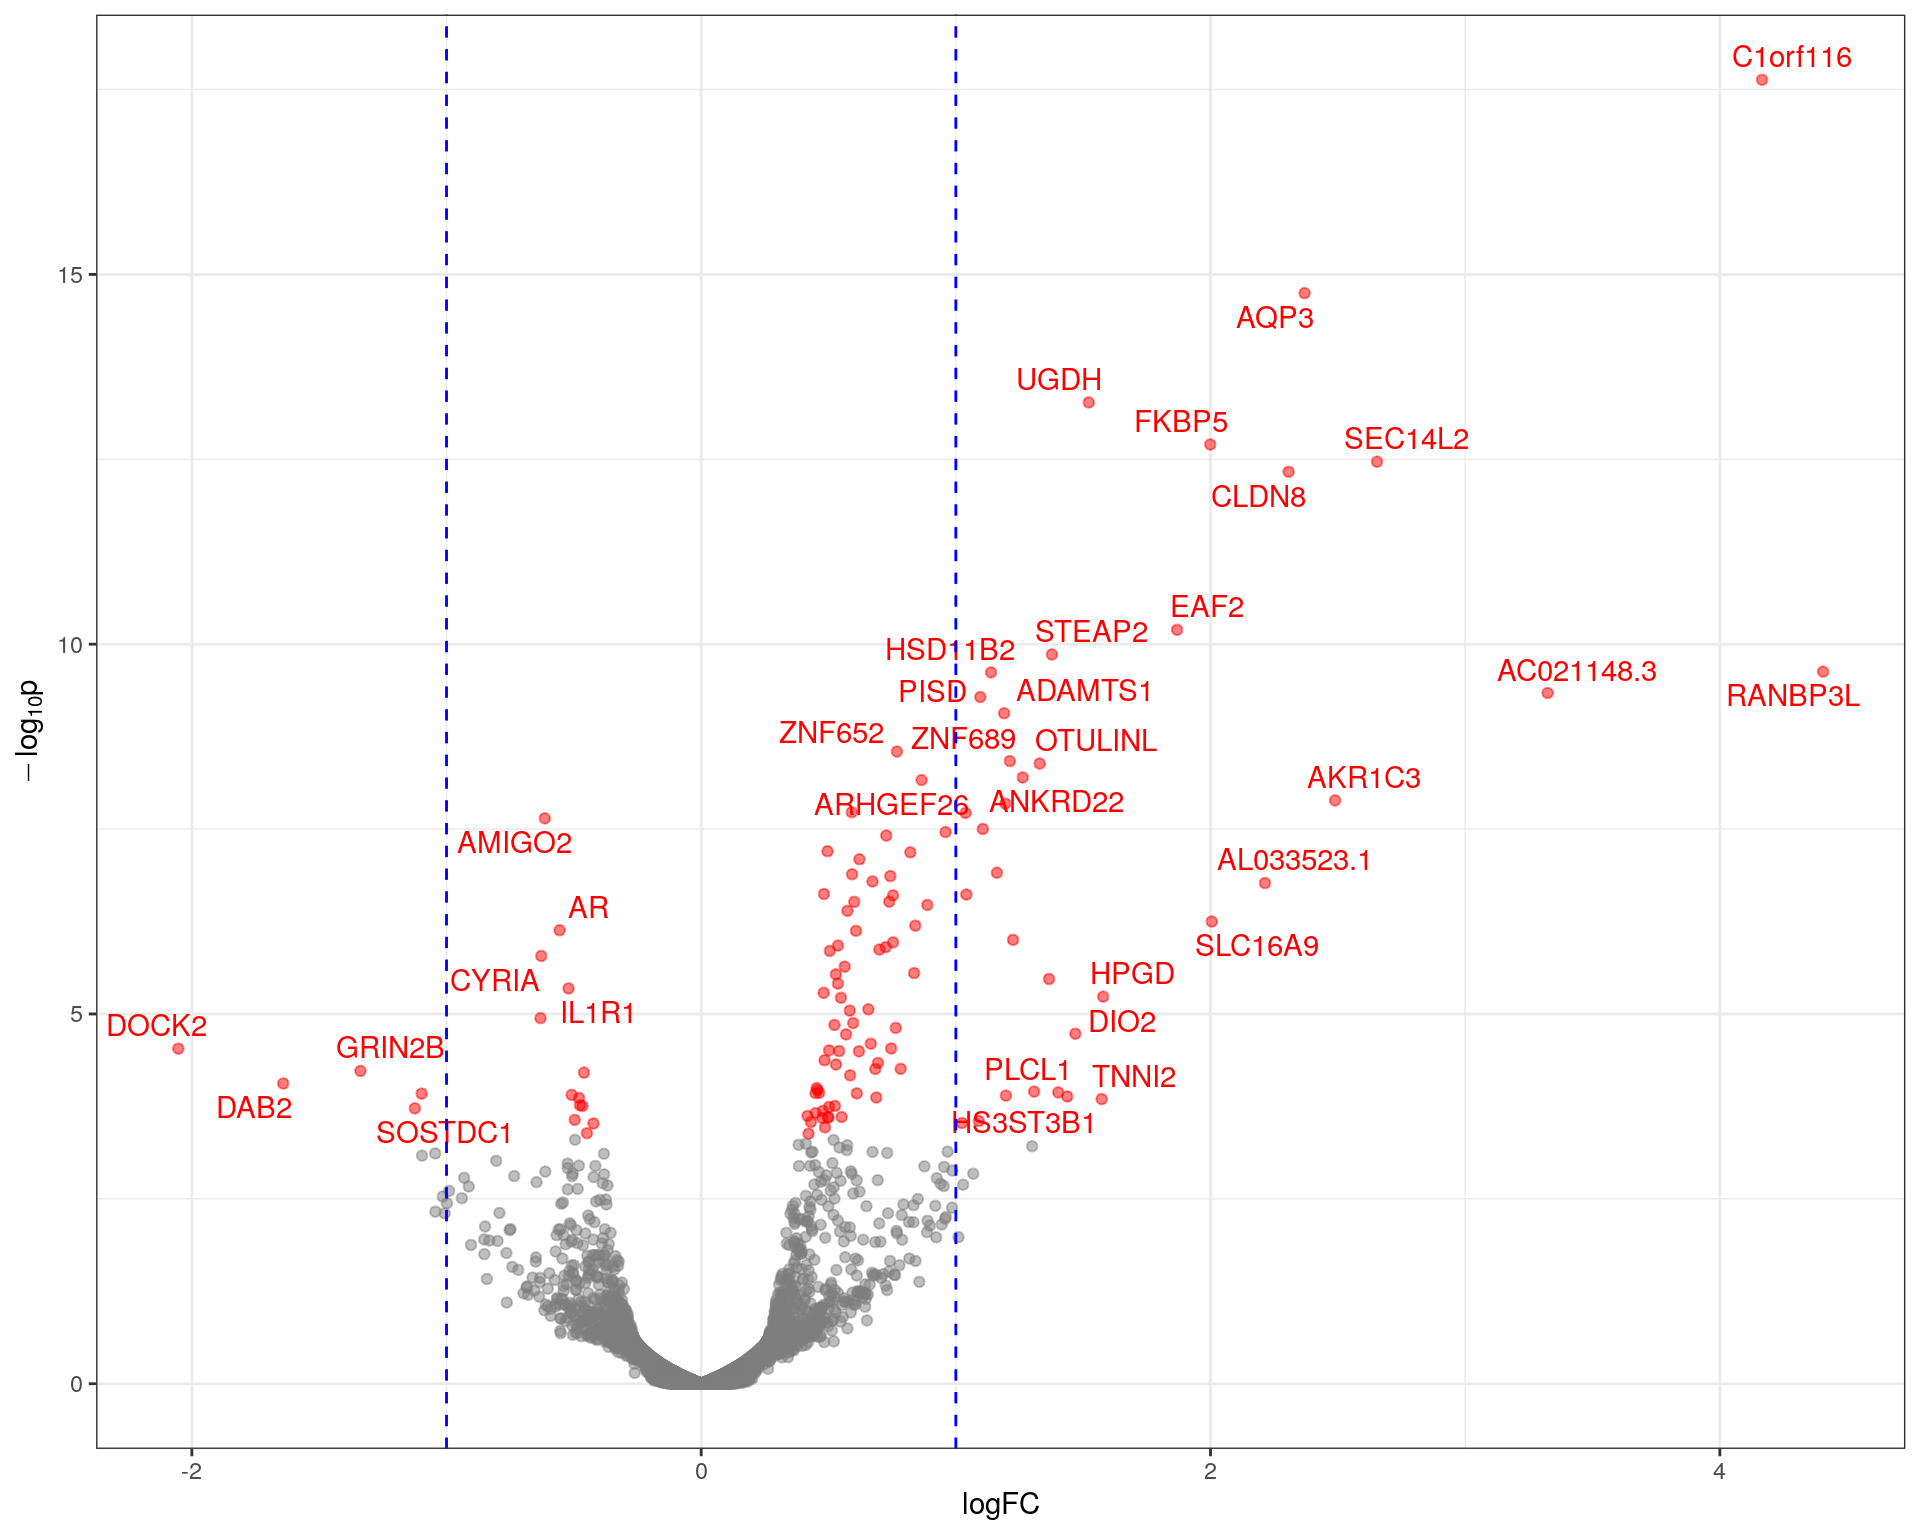 C1orf116
15
AQP3
UGDH
FKBP5
SEC14L2
CLDN8
EAF2
STEAP2
10
HSD11B2
AC021148.3
PISD
ADAMTS1
RANBP3L
− log10p
ZNF652
ZNF689
OTULINL
AKR1C3
ARHGEF26
ANKRD22
AMIGO2
AL033523.1
AR
SLC16A9
HPGD
CYRIA
5
IL1R1
DIO2
DOCK2
GRIN2B
PLCL1
TNNI2
DAB2
HS3ST3B1
SOSTDC1
0
-2 0 2 4
logFC